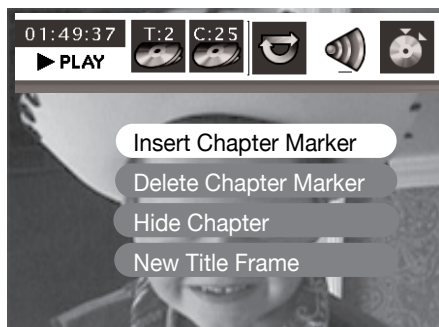 01:49:37 T:2 C:25
▶ PLAY
Insert Chapter Marker
Delete Chapter Marker
Hide Chapter
New Title Frame